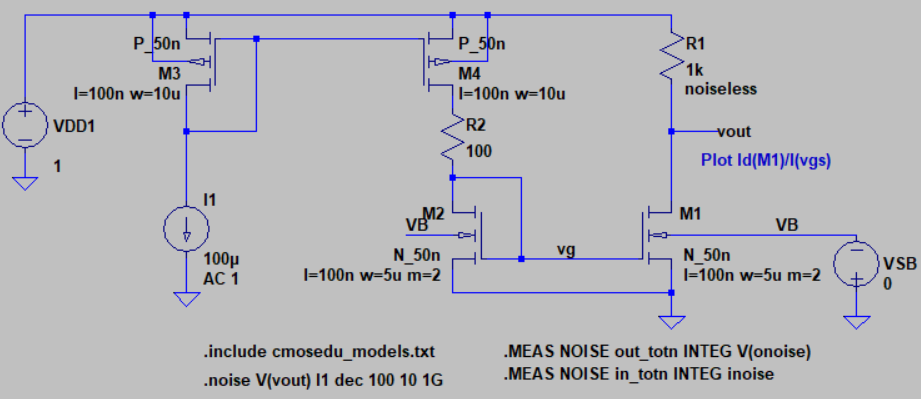 P_50n
M3
l=100n w=10u
P_50n
M4
l=100n w=10u
R1
1k
noiseless
VDD1
1
R2
100
vout
Plot Id(M1)/I(vgs)
I1
100µ
AC 1
M2
VB
N_50n
l=100n w=5u m=2
vg
M1
VB
N_50n
l=100n w=5u m=2
VSB
0
.include cmosedu_models.txt
.noise V(vout) I1 dec 100 10 1G
.MEAS NOISE out_totn INTEG V(onoise)
.MEAS NOISE in_totn INTEG inoise